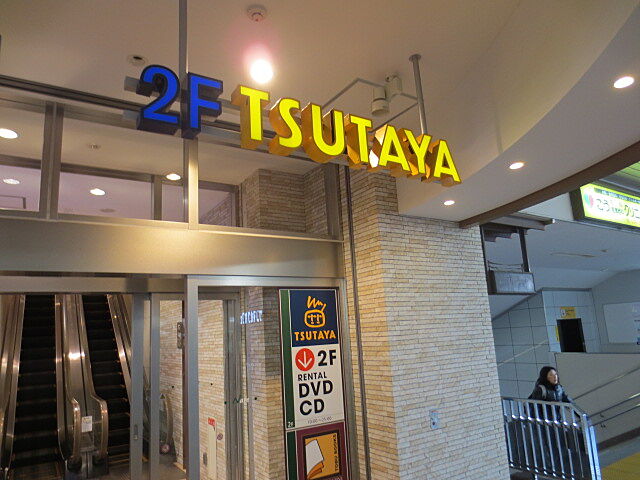 2F TSUTAYA
TSUTAYA
2F
RENTAL
DVD
CD